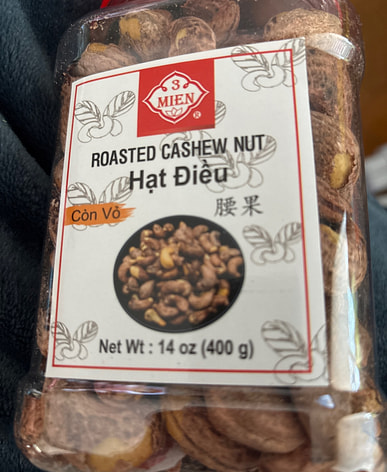 3
MIEN
®
ROASTED CASHEW NUT
Hạt Điều
腰果
Còn Vỏ
Net Wt : 14 oz (400 g)